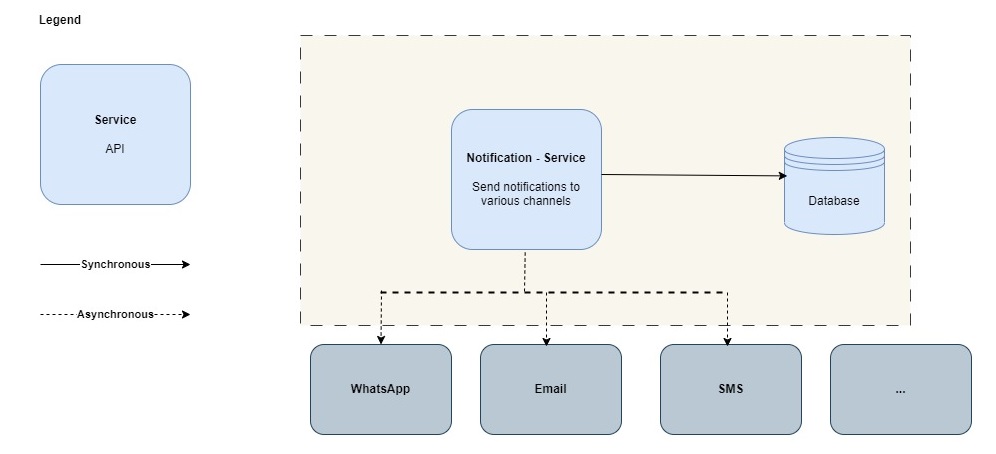 Legend
Service
API
Synchronous
Asynchronous
Notification - Service
Send notifications to
various channels
Database
WhatsApp
Email
SMS
...